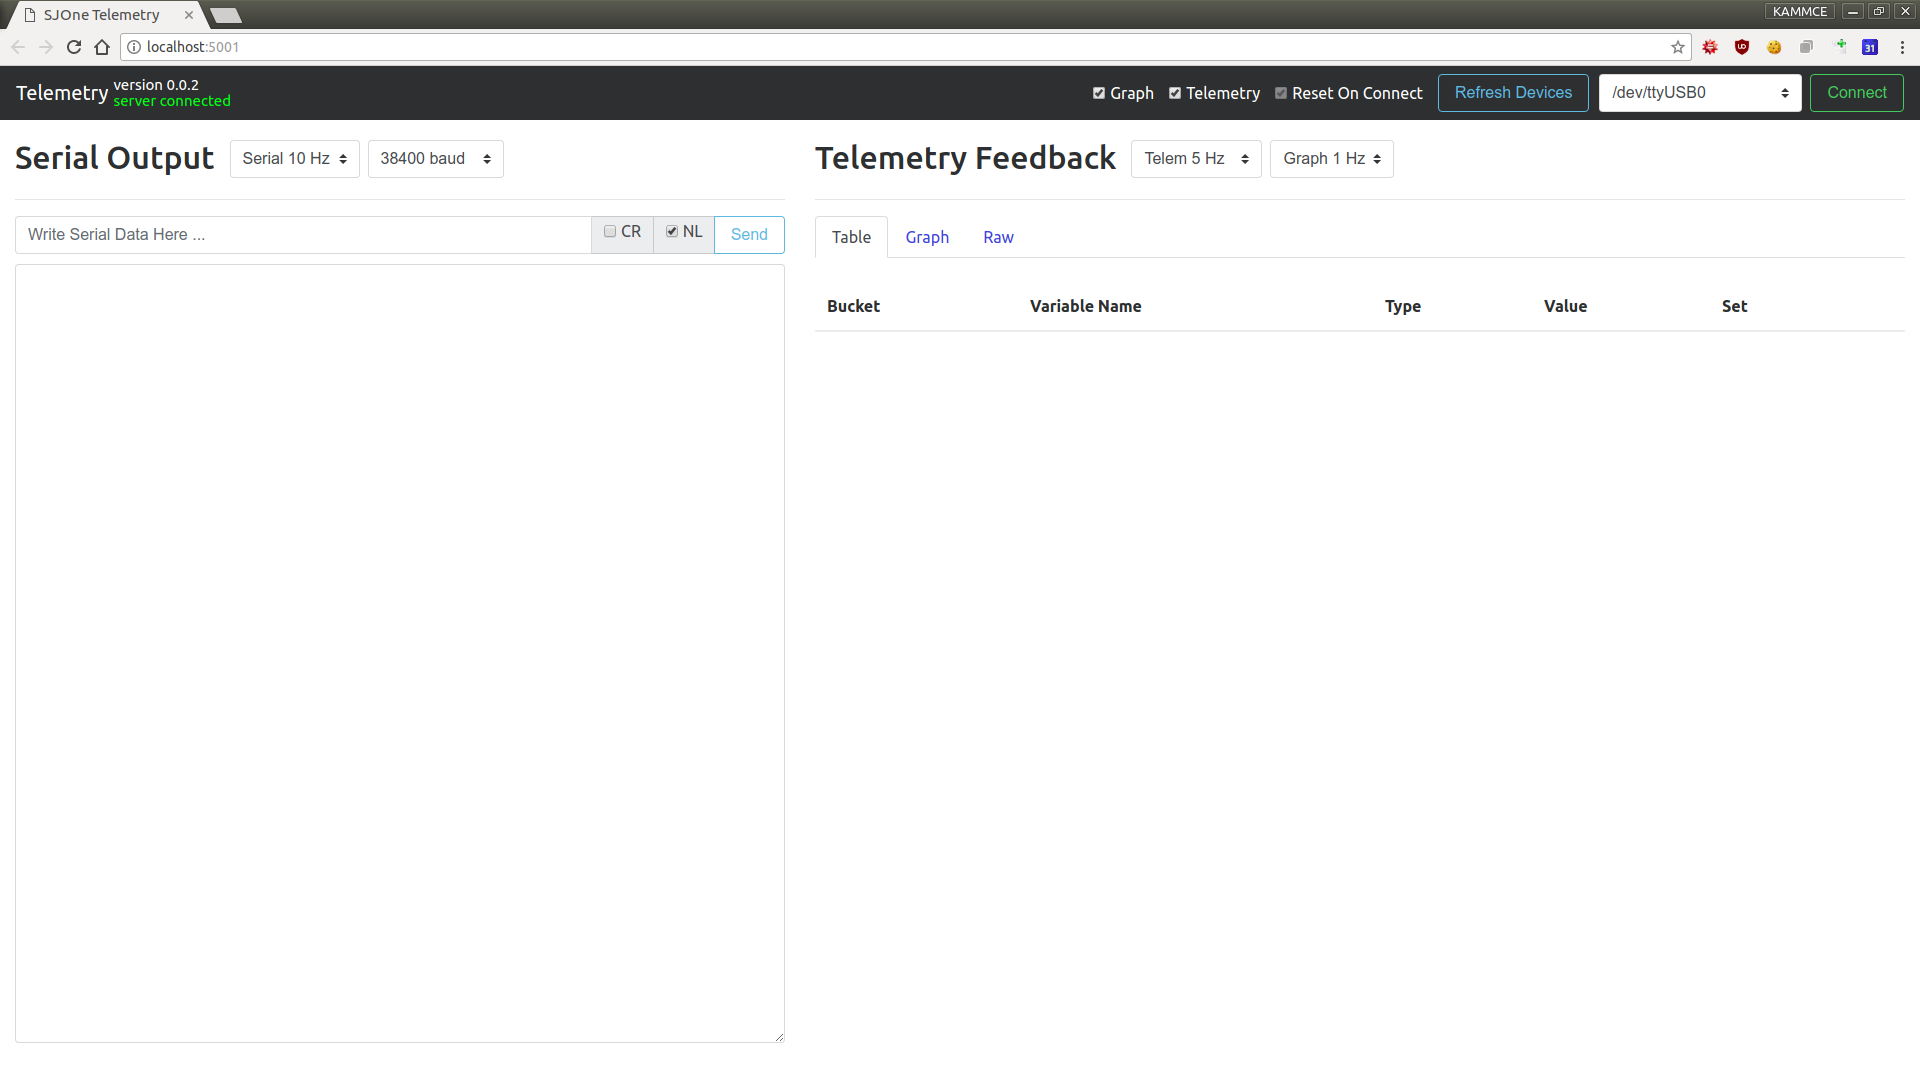 SJOne Telemetry
KAMMCE
localhost:5001
31
Telemetry version 0.0.2
server connected
Graph Telemetry Reset On Connect Refresh Devices /dev/ttyUSB0 Connect
Serial Output Serial 10 Hz 38400 baud
Telemetry Feedback Telem 5 Hz Graph 1 Hz
Write Serial Data Here ... CR NL Send
Table Graph Raw
Bucket Variable Name Type Value Set